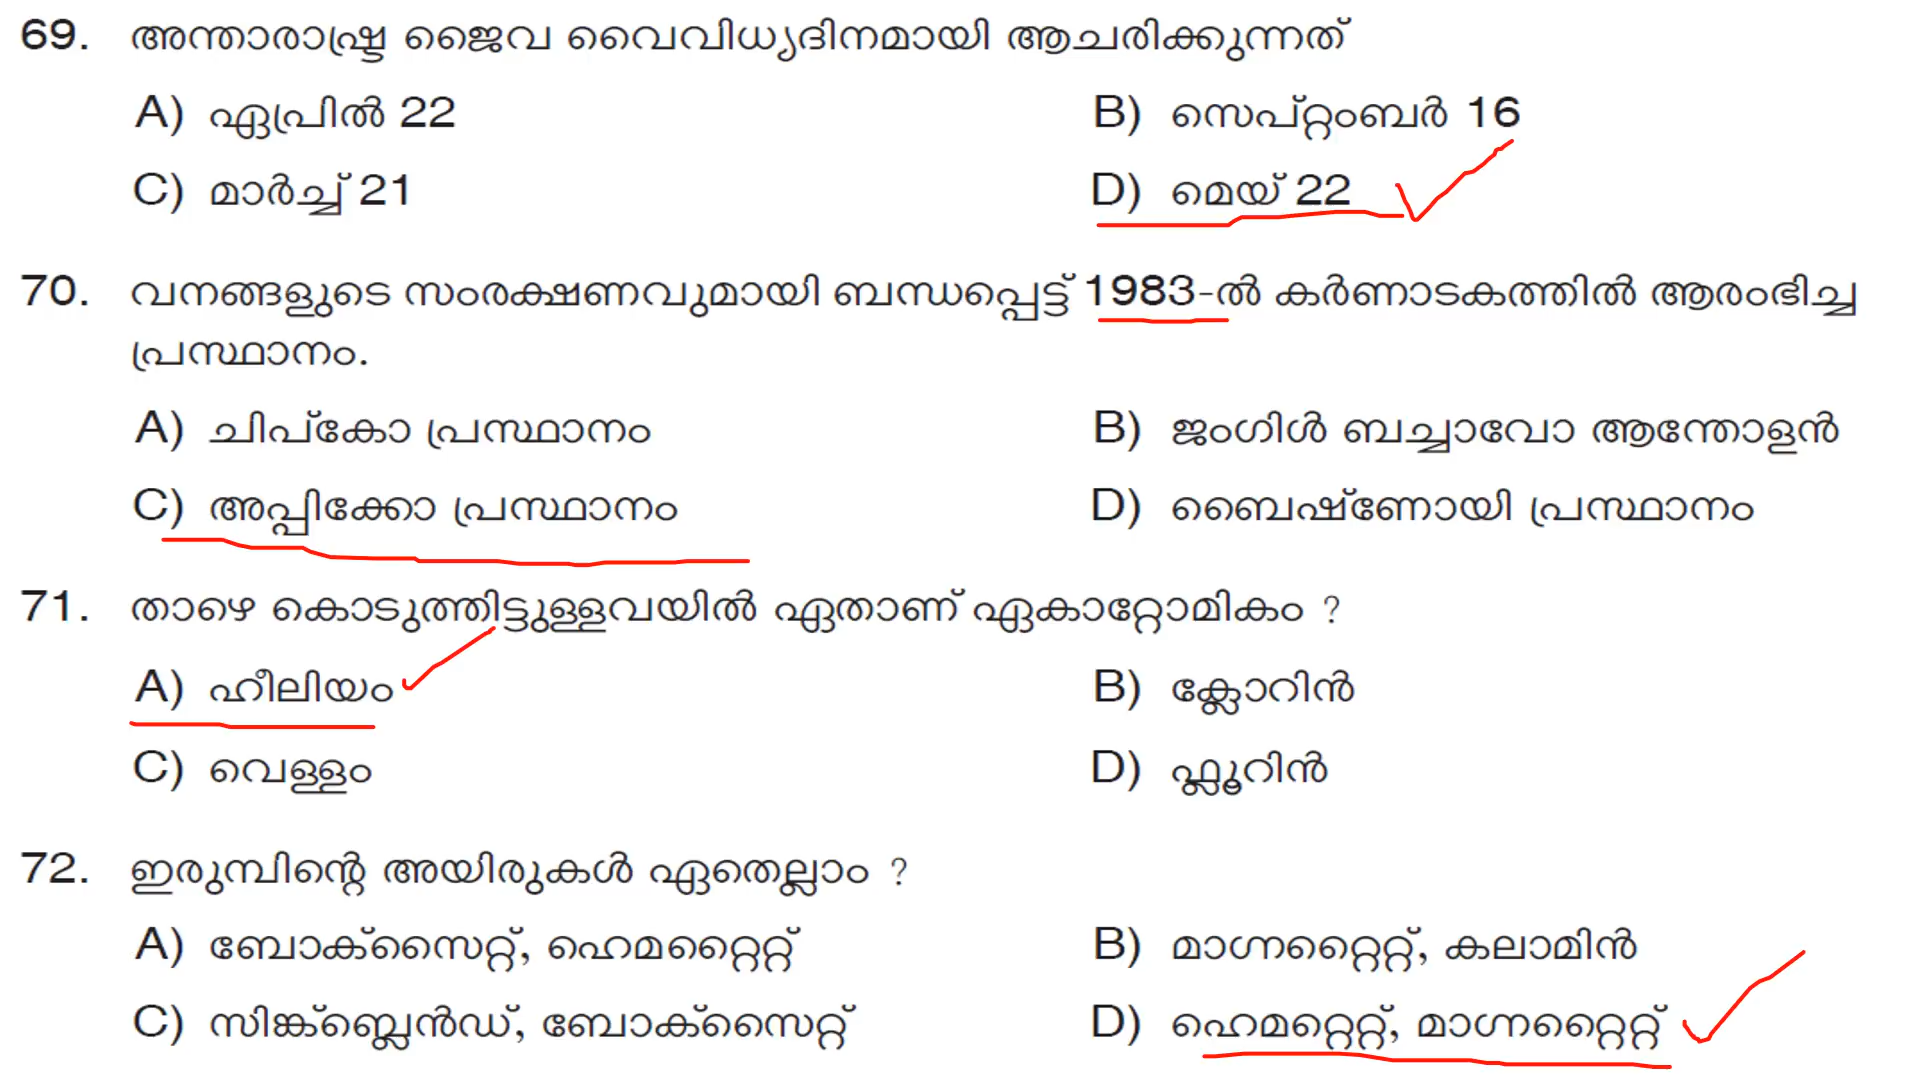 69. അന്താരാഷ്ട്ര ജൈവ വൈവിധ്യദിനമായി ആചരിക്കുന്നത്
A) ഏപ്രിൽ 22 B) സെപ്റ്റംബർ 16
C) മാർച്ച് 21 D) മെയ് 22
70. വനങ്ങളുടെ സംരക്ഷണവുമായി ബന്ധപ്പെട്ട് 1983-ൽ കർണാടകത്തിൽ ആരംഭിച്ച
പ്രസ്ഥാനം.
A) ചിപ്കോ പ്രസ്ഥാനം B) ജംഗിൾ ബച്ചാവോ ആന്തോളൻ
C) അപ്പിക്കോ പ്രസ്ഥാനം D) ബൈഷ്ണോയി പ്രസ്ഥാനം
71. താഴെ കൊടുത്തിട്ടുള്ളവയിൽ ഏതാണ് ഏകാറ്റോമികം ?
A) ഹീലിയം B) ക്ലോറിൻ
C) വെള്ളം D) ഫ്ലൂറിൻ
72. ഇരുമ്പിന്റെ അയിരുകൾ ഏതെല്ലാം ?
A) ബോക്സൈറ്റ്, ഹെമറ്റൈറ്റ് B) മാഗ്നറ്റൈറ്റ്, കലാമിൻ
C) സിങ്ക്ബ്ലെൻഡ്, ബോക്സൈറ്റ് D) ഹെമറ്റൈറ്റ്, മാഗ്നറ്റൈറ്റ്